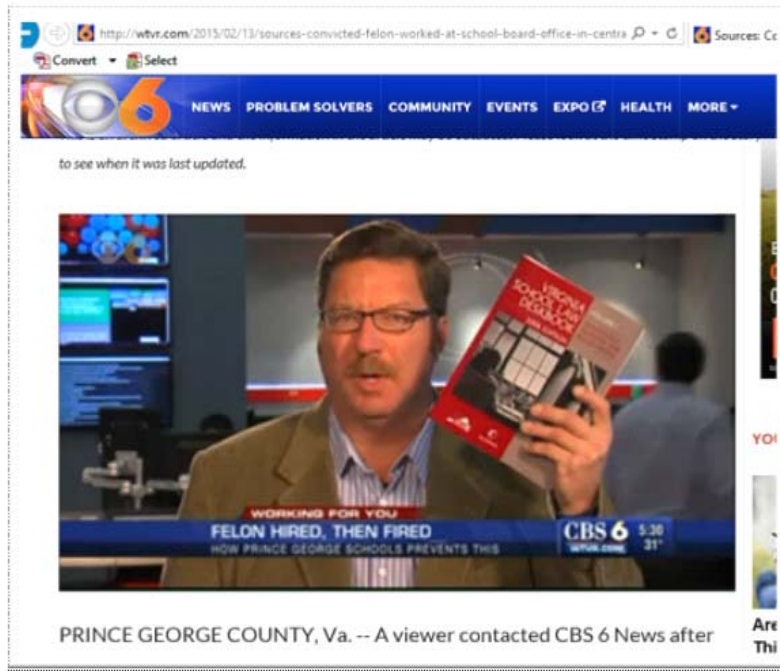 http://wtvr.com/2015/02/13/sources-convicted-felon-worked-at-school-board-office-in-centra
Sources: Co
Convert
Select
6
NEWS PROBLEM SOLVERS COMMUNITY EVENTS EXPO HEALTH MORE
to see when it was last updated.
VIRGINIA
SCHOOL LAW
DESKBOOK
WORKING FOR YOU
FELON HIRED, THEN FIRED
HOW PRINCE GEORGE SCHOOLS PREVENTS THIS
CBS 6
WTVR.COM
5:30
31°
YO
PRINCE GEORGE COUNTY, Va. -- A viewer contacted CBS 6 News after
Are
Thi